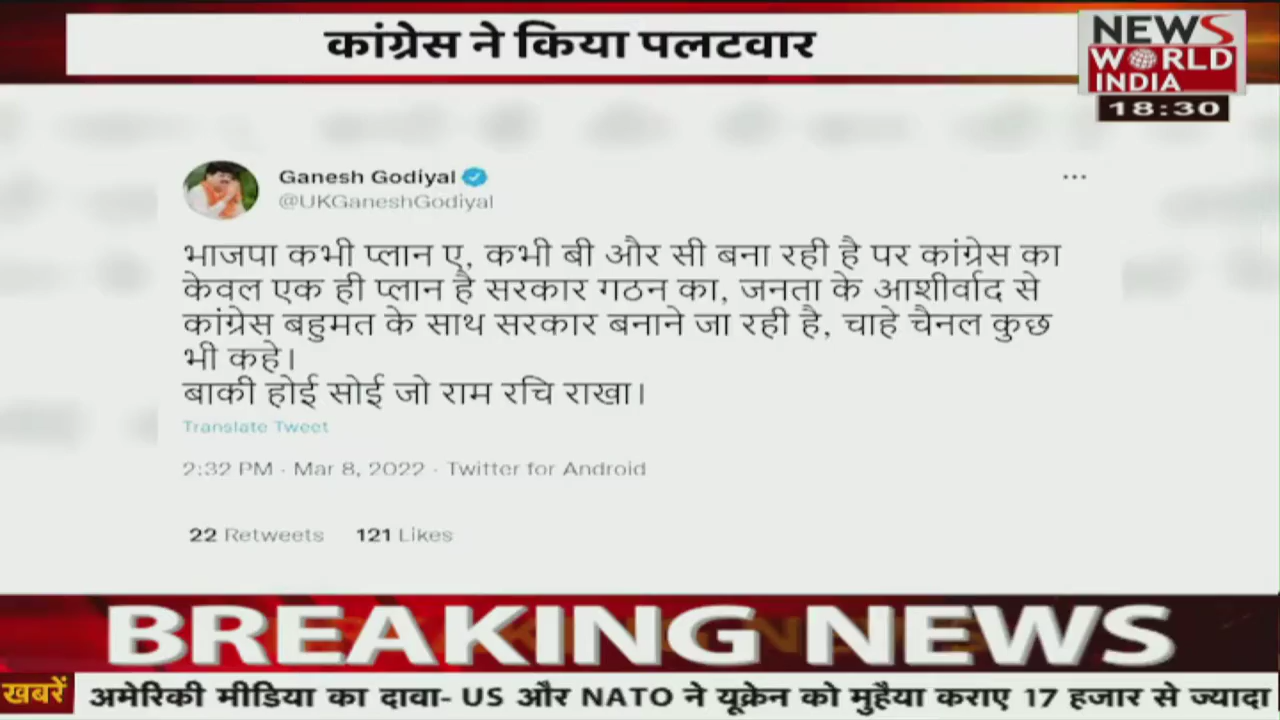 कांग्रेस ने किया पलटवार
NEWS
WORLD
INDIA
18:30
Ganesh Godiyal
@UKGaneshGodiyal
भाजपा कभी प्लान ए, कभी बी और सी बना रही है पर कांग्रेस का
केवल एक ही प्लान है सरकार गठन का, जनता के आशीर्वाद से
कांग्रेस बहुमत के साथ सरकार बनाने जा रही है, चाहे चैनल कुछ
भी कहे।
बाकी होई सोई जो राम रचि राखा।
Translate Tweet
2:32 PM · Mar 8, 2022 · Twitter for Android
22 Retweets 121 Likes
BREAKING NEWS
खबरें अमेरिकी मीडिया का दावा- US और NATO ने यूक्रेन को मुहैया कराए 17 हजार से ज्यादा